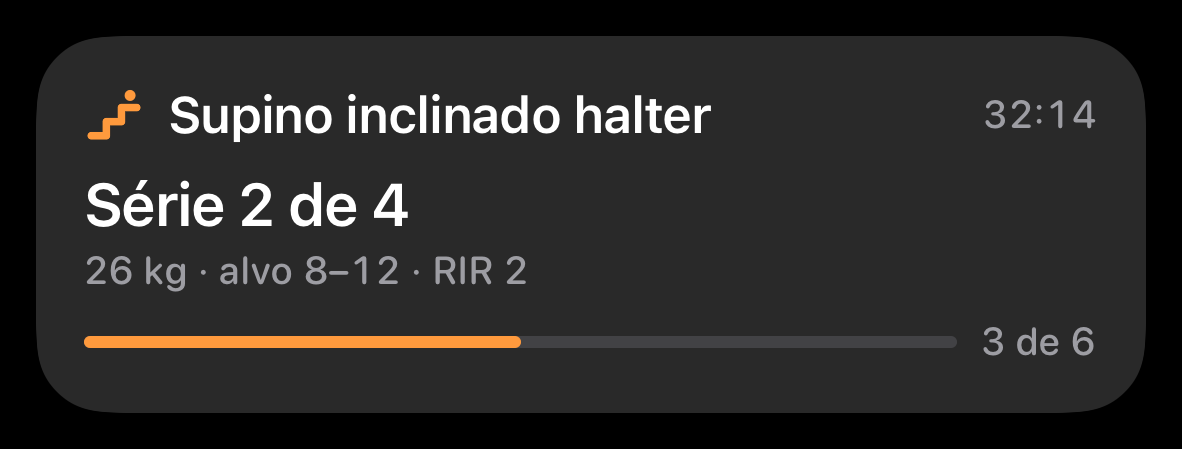 Supino inclinado halter 32:14
Série 2 de 4
26 kg · alvo 8–12 · RIR 2
3 de 6